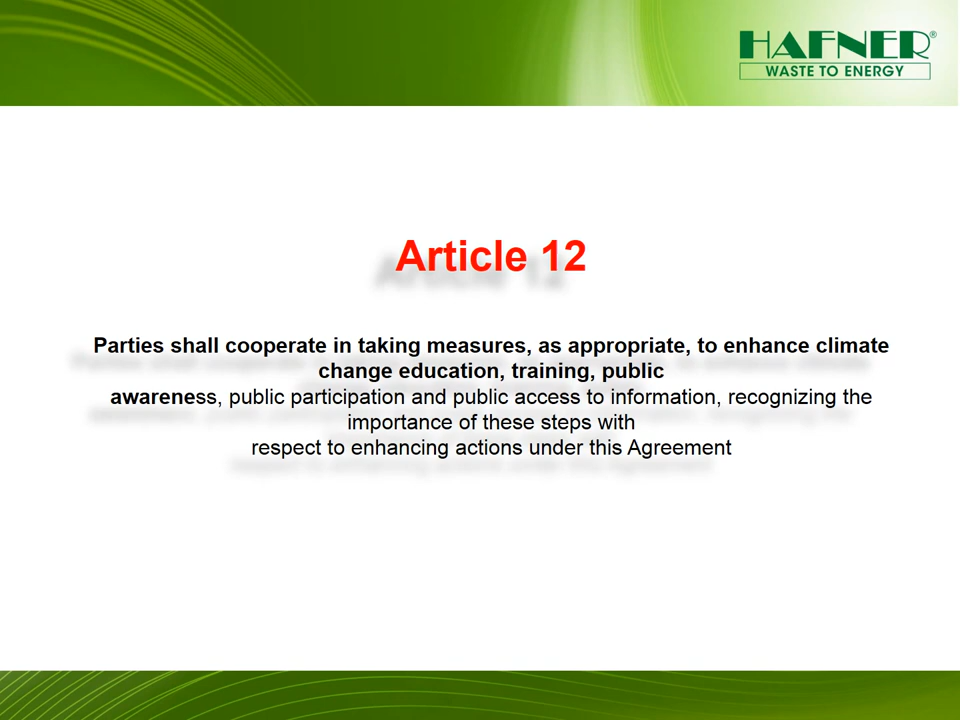 HAFNER®
WASTE TO ENERGY
Article 12
Parties shall cooperate in taking measures, as appropriate, to enhance climate
change education, training, public
awareness, public participation and public access to information, recognizing the
importance of these steps with
respect to enhancing actions under this Agreement